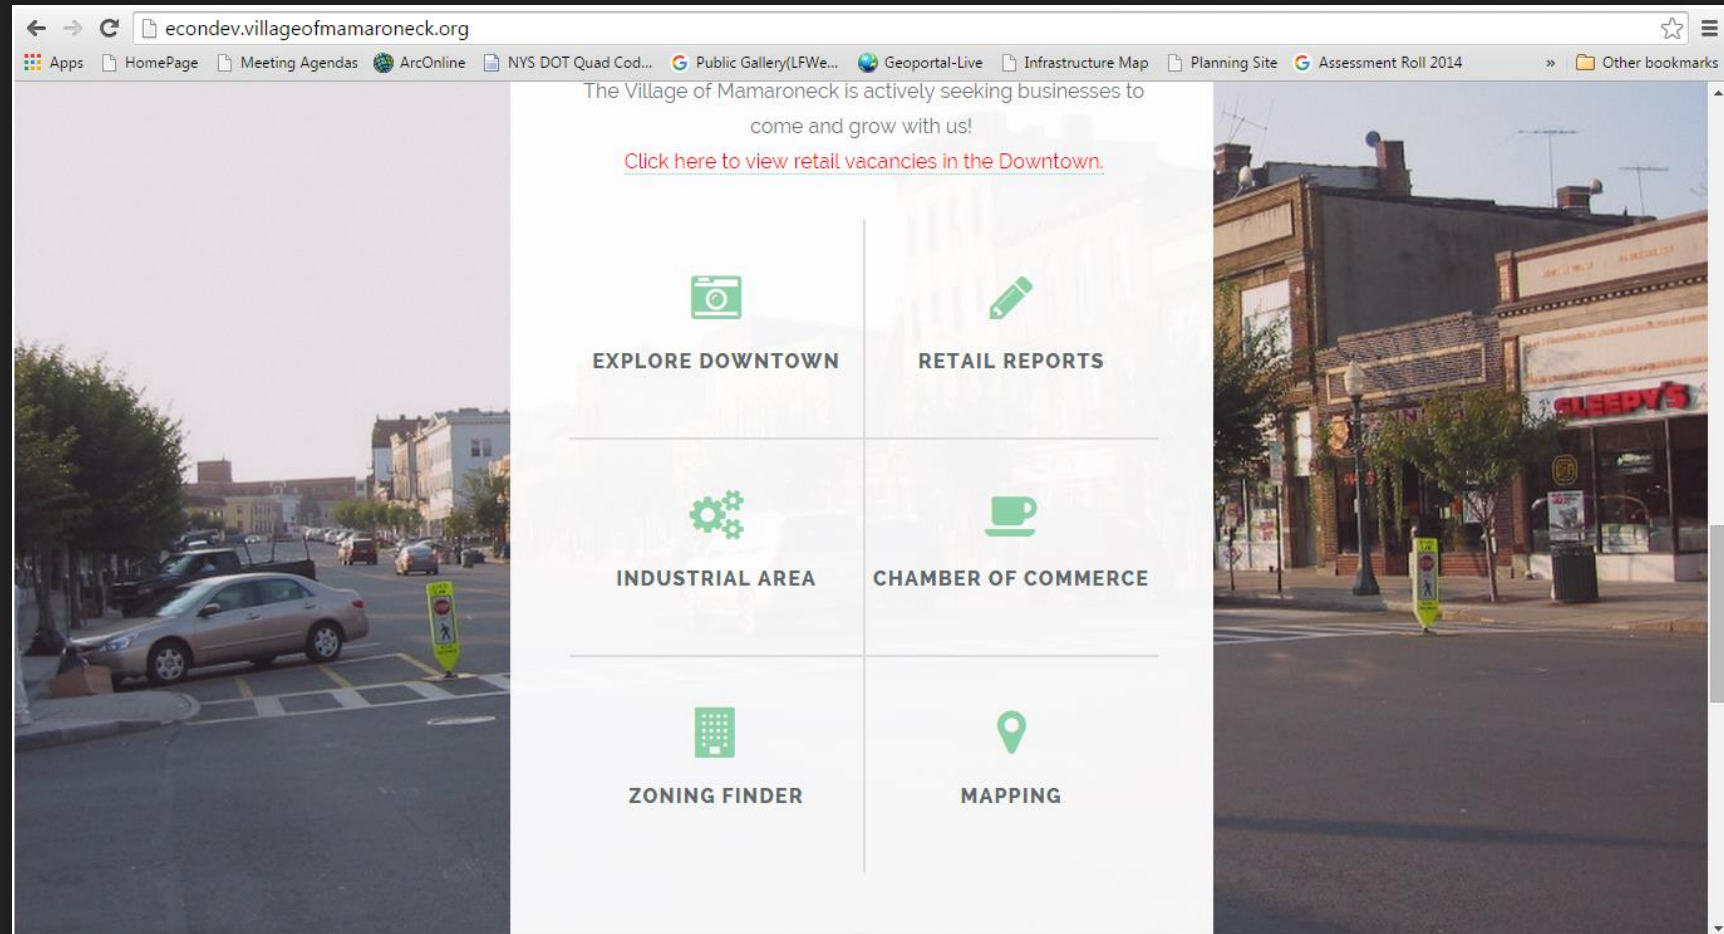 econdev.villageofmamaroneck.org
Apps HomePage Meeting Agendas ArcOnline NYS DOT Quad Cod... Public Gallery(LFWe... Geoportal-Live Infrastructure Map Planning Site Assessment Roll 2014 » Other bookmarks
The Village of Mamaroneck is actively seeking businesses to
come and grow with us!
Click here to view retail vacancies in the Downtown.
EXPLORE DOWNTOWN
RETAIL REPORTS
SLEEPY'S
INDUSTRIAL AREA
CHAMBER OF COMMERCE
ZONING FINDER
MAPPING